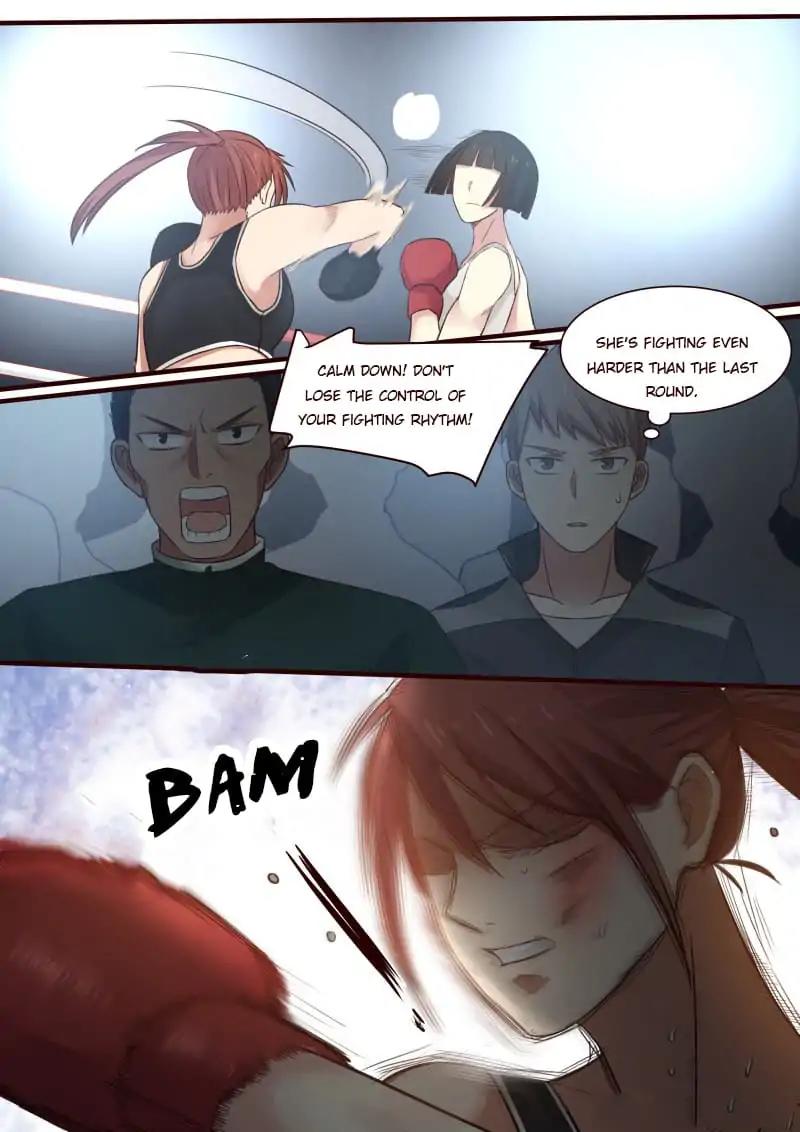 CALM DOWN! DON'T
LOSE THE CONTROL OF
YOUR FIGHTING RHYTHM!
SHE'S FIGHTING EVEN
HARDER THAN THE LAST
ROUND.
BAM